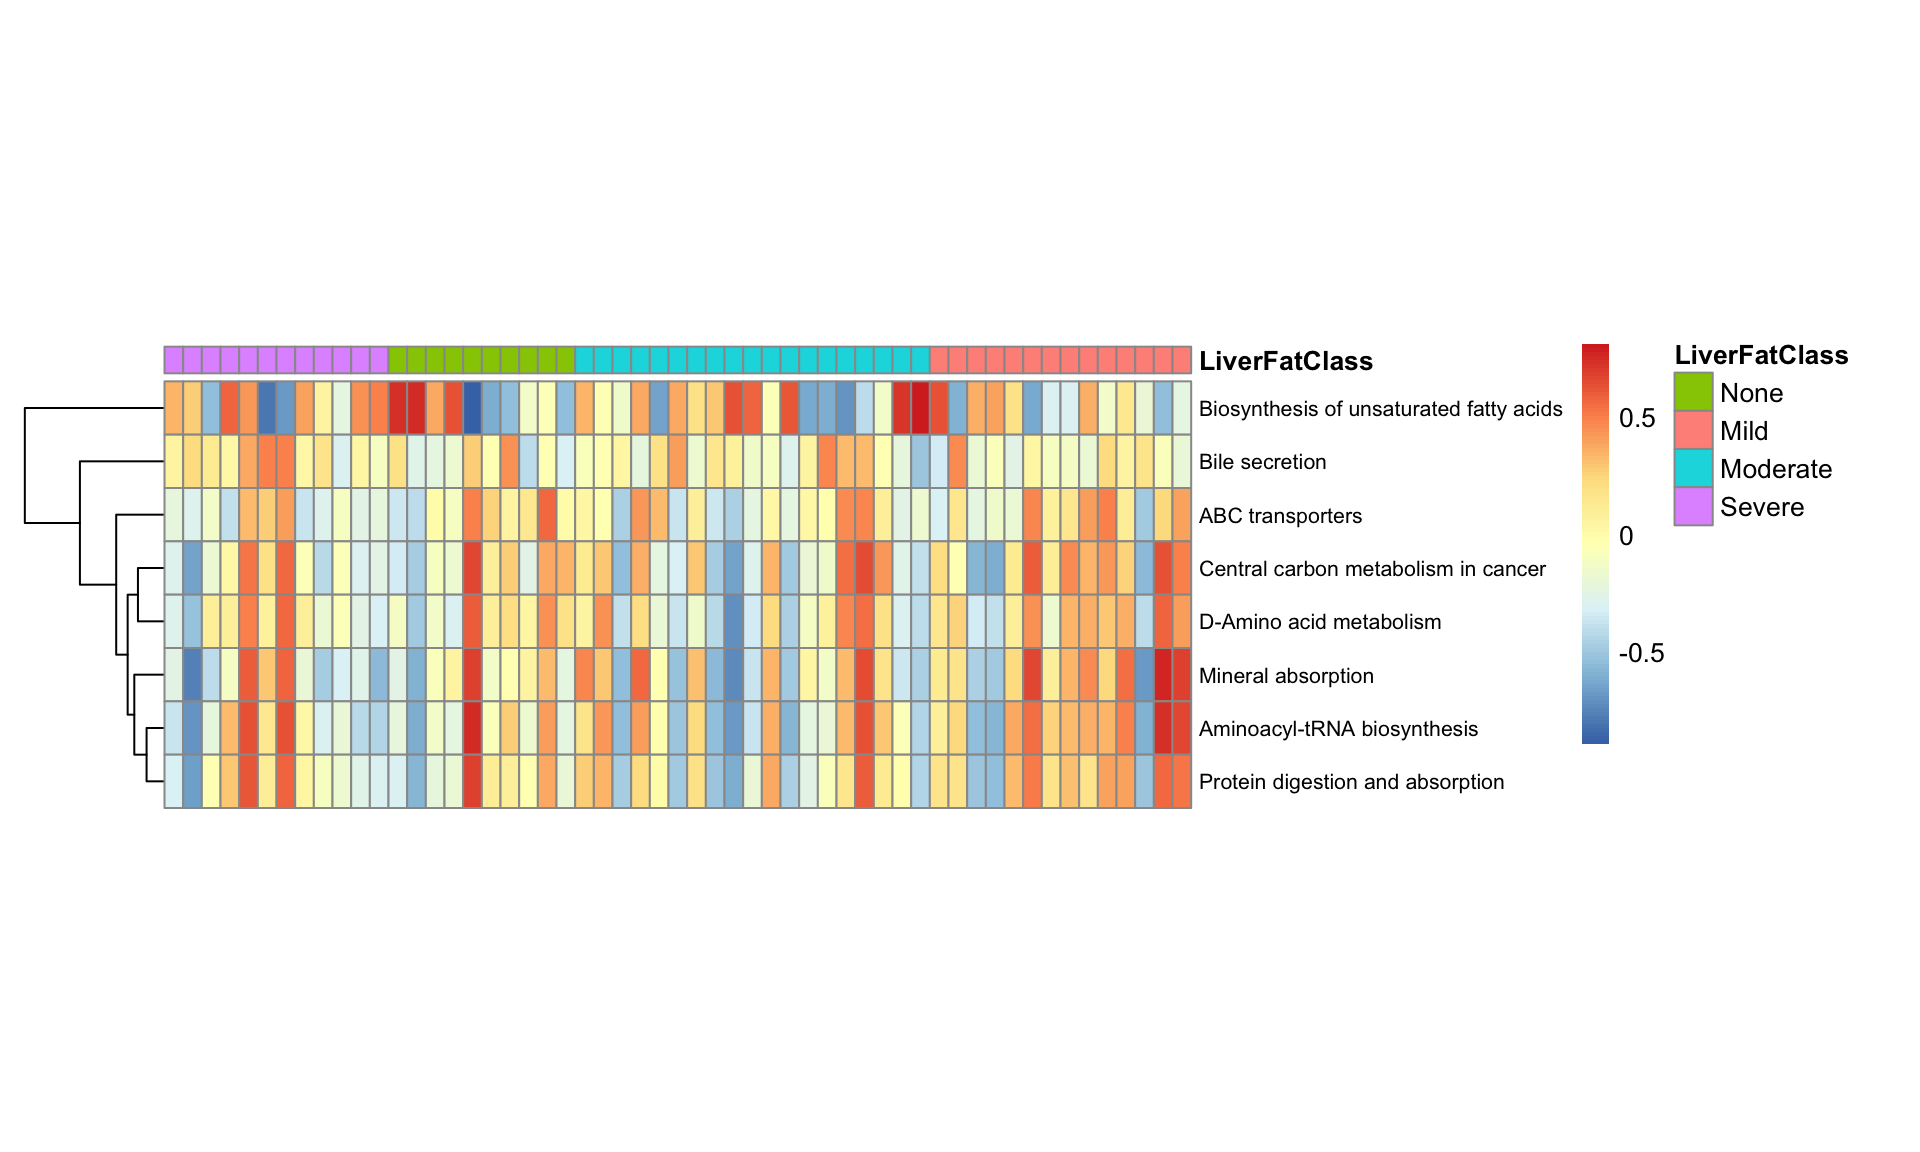 LiverFatClass
Biosynthesis of unsaturated fatty acids
Bile secretion
ABC transporters
Central carbon metabolism in cancer
D-Amino acid metabolism
Mineral absorption
Aminoacyl-tRNA biosynthesis
Protein digestion and absorption
0.5
0
-0.5
LiverFatClass
None
Mild
Moderate
Severe